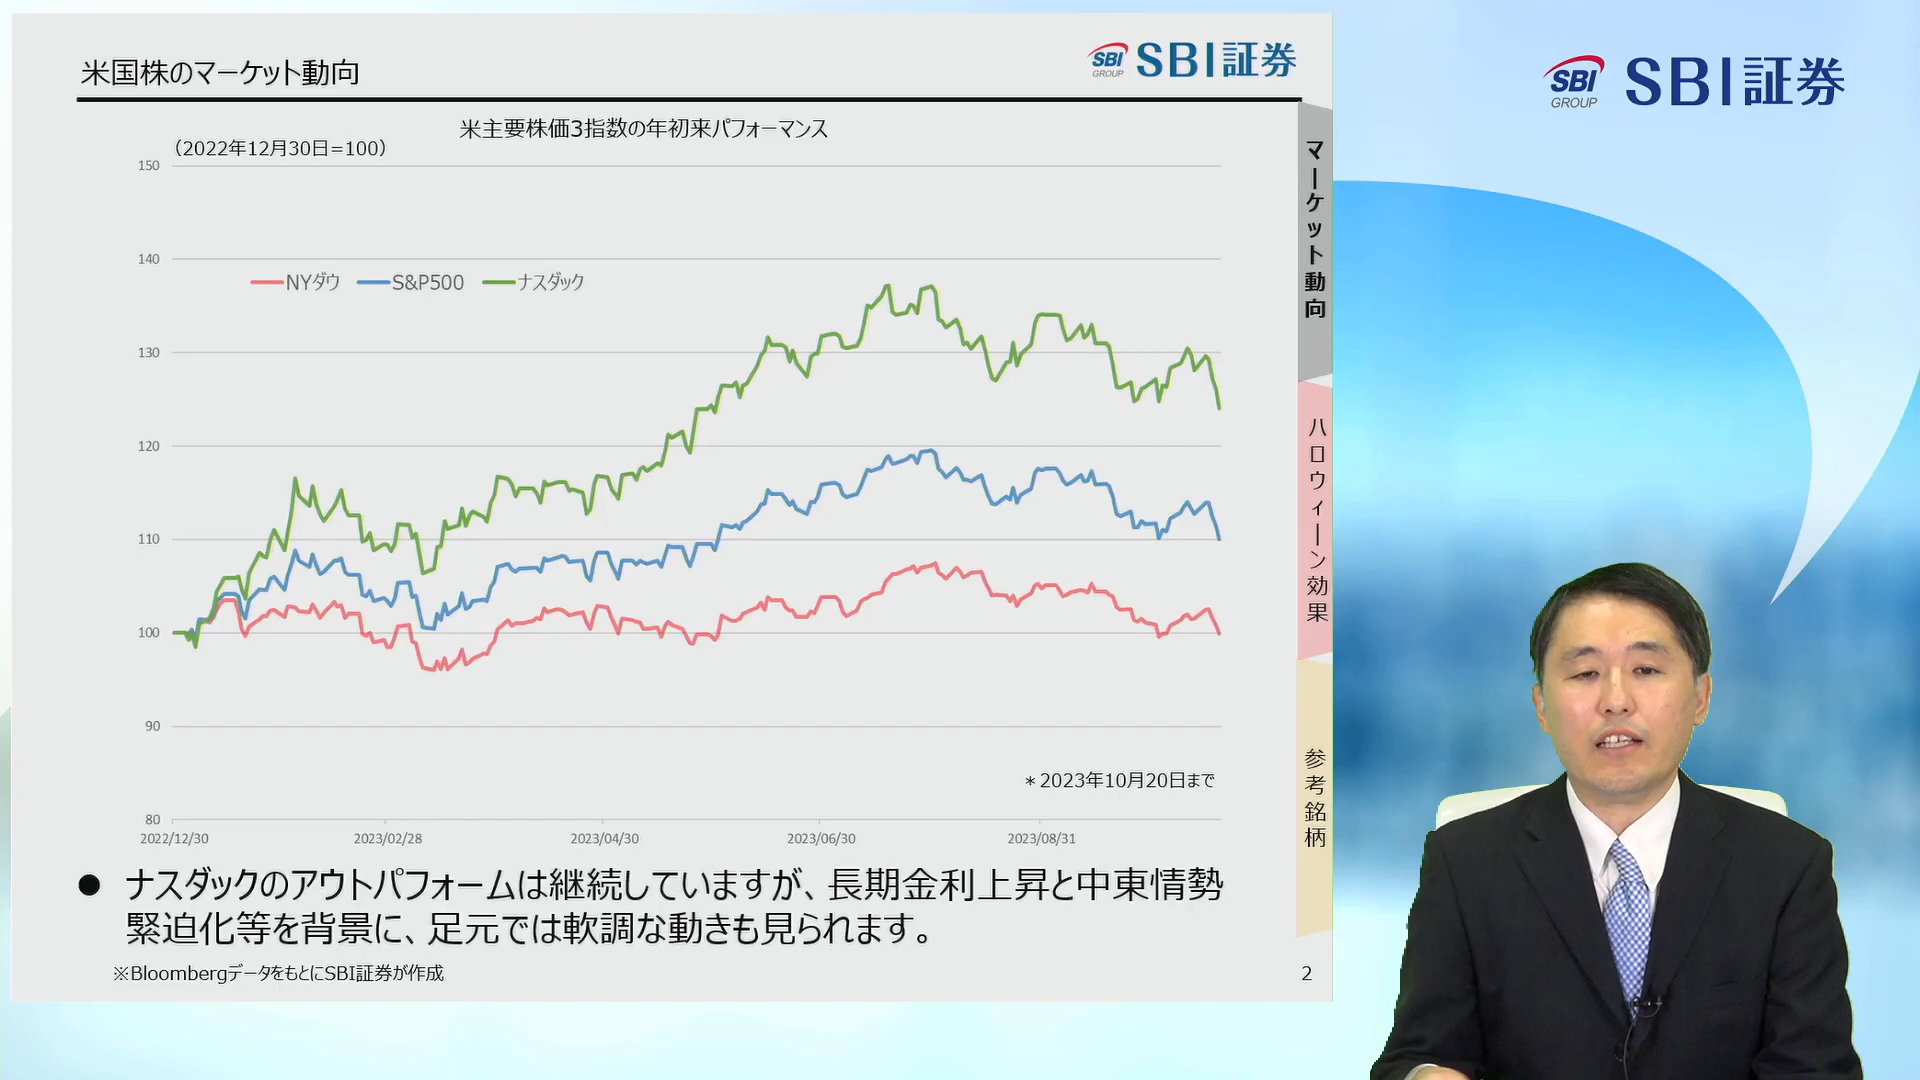 米国株のマーケット動向
SBI GROUP SBI証券
米主要株価3指数の年初来パフォーマンス
（2022年12月30日=100）
150
140
NYダウ S&P500 ナスダック
130
120
110
100
90
＊2023年10月20日まで
80
2022/12/30 2023/02/28 2023/04/30 2023/06/30 2023/08/31
● ナスダックのアウトパフォームは継続していますが、長期金利上昇と中東情勢
緊迫化等を背景に、足元では軟調な動きも見られます。
※BloombergデータをもとにSBI証券が作成
2
マーケット動向
ハロウィーン効果
参考銘柄
SBI GROUP SBI証券